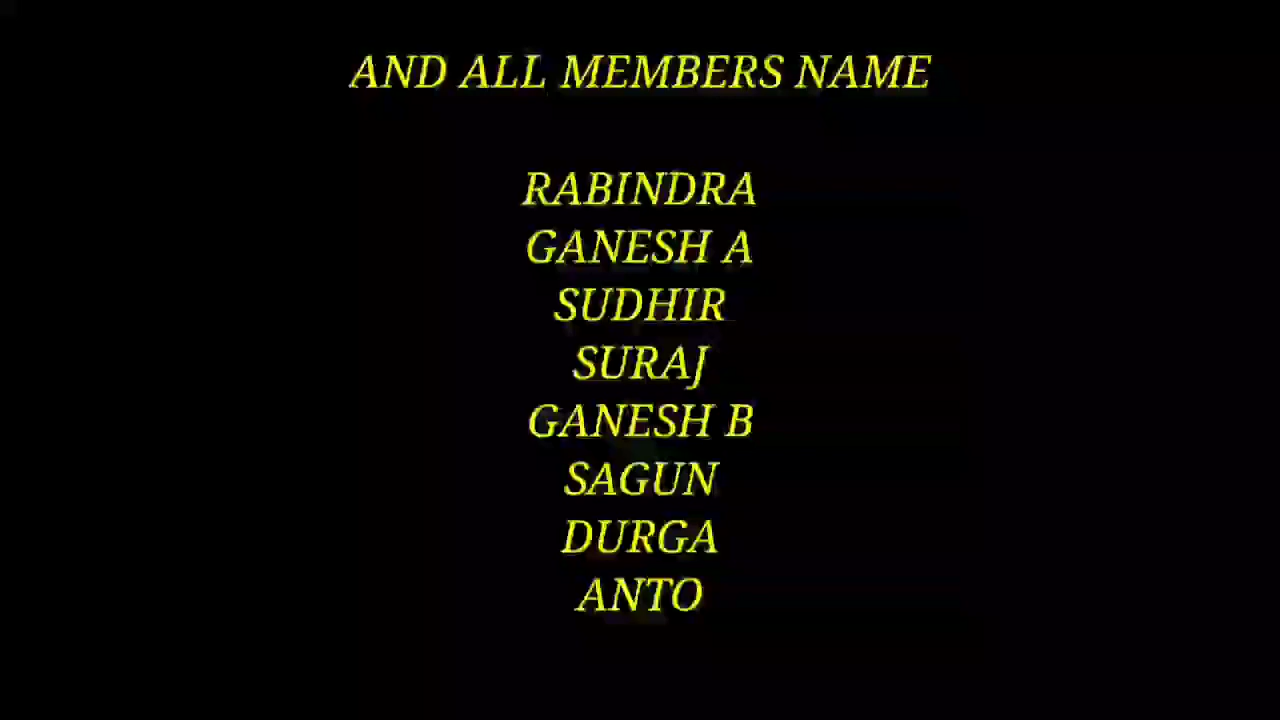 AND ALL MEMBERS NAME
RABINDRA
GANESH A
SUDHIR
SURAJ
GANESH B
SAGUN
DURGA
ANTO